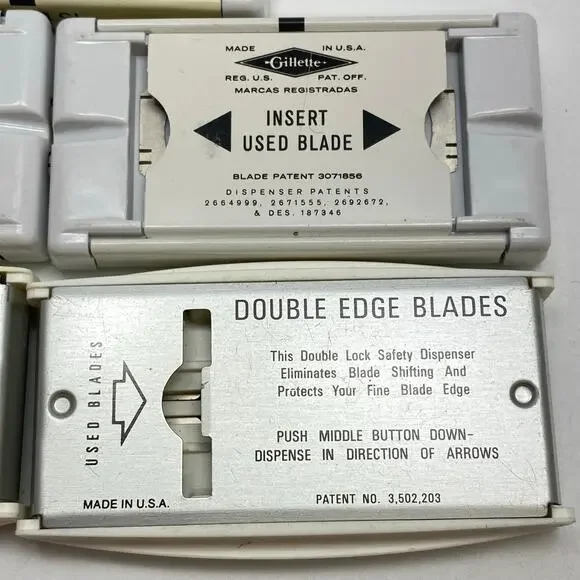 MADE IN U.S.A.
Gillette
REG. U.S. PAT. OFF.
MARCAS REGISTRADAS
INSERT
USED BLADE
BLADE PATENT 3071856
DISPENSER PATENTS
2664999, 2671555, 2692672,
& DES. 187346
DOUBLE EDGE BLADES
This Double Lock Safety Dispenser
Eliminates Blade Shifting And
Protects Your Fine Blade Edge
PUSH MIDDLE BUTTON DOWN-
DISPENSE IN DIRECTION OF ARROWS
USED BLADES
MADE IN U.S.A.
PATENT NO. 3,502,203